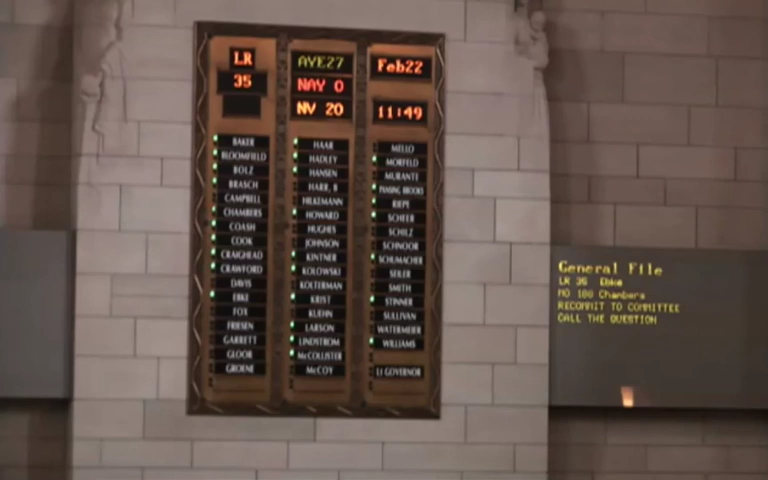 LR
35
AYE27
NAY 0
NV 20
Feb22
11:49
BAKER
BLOOMFIELD
BOLZ
BRASCH
CAMPBELL
CHAMBERS
COASH
COOK
CRAIGHEAD
CRAWFORD
DAVIS
EBKE
FOX
FRIESEN
GARRETT
GLOOR
GROENE
HAAR
HADLEY
HANSEN
HARR, B
HILKEMANN
HOWARD
HUGHES
JOHNSON
KINTNER
KOLOWSKI
KOLTERMAN
KRIST
KUEHN
LARSON
LINDSTROM
McCOLLISTER
McCOY
MELLO
MORFELD
MURANTE
PANSING BROOKS
RIEPE
SCHEER
SCHILZ
SCHNOOR
SCHUMACHER
SEILER
SMITH
STINNER
SULLIVAN
WATERMEIER
WILLIAMS
LT GOVERNOR
General File
LR 35 Ebke
MO 188 Chambers
RECOMMIT TO COMMITTEE
CALL THE QUESTION